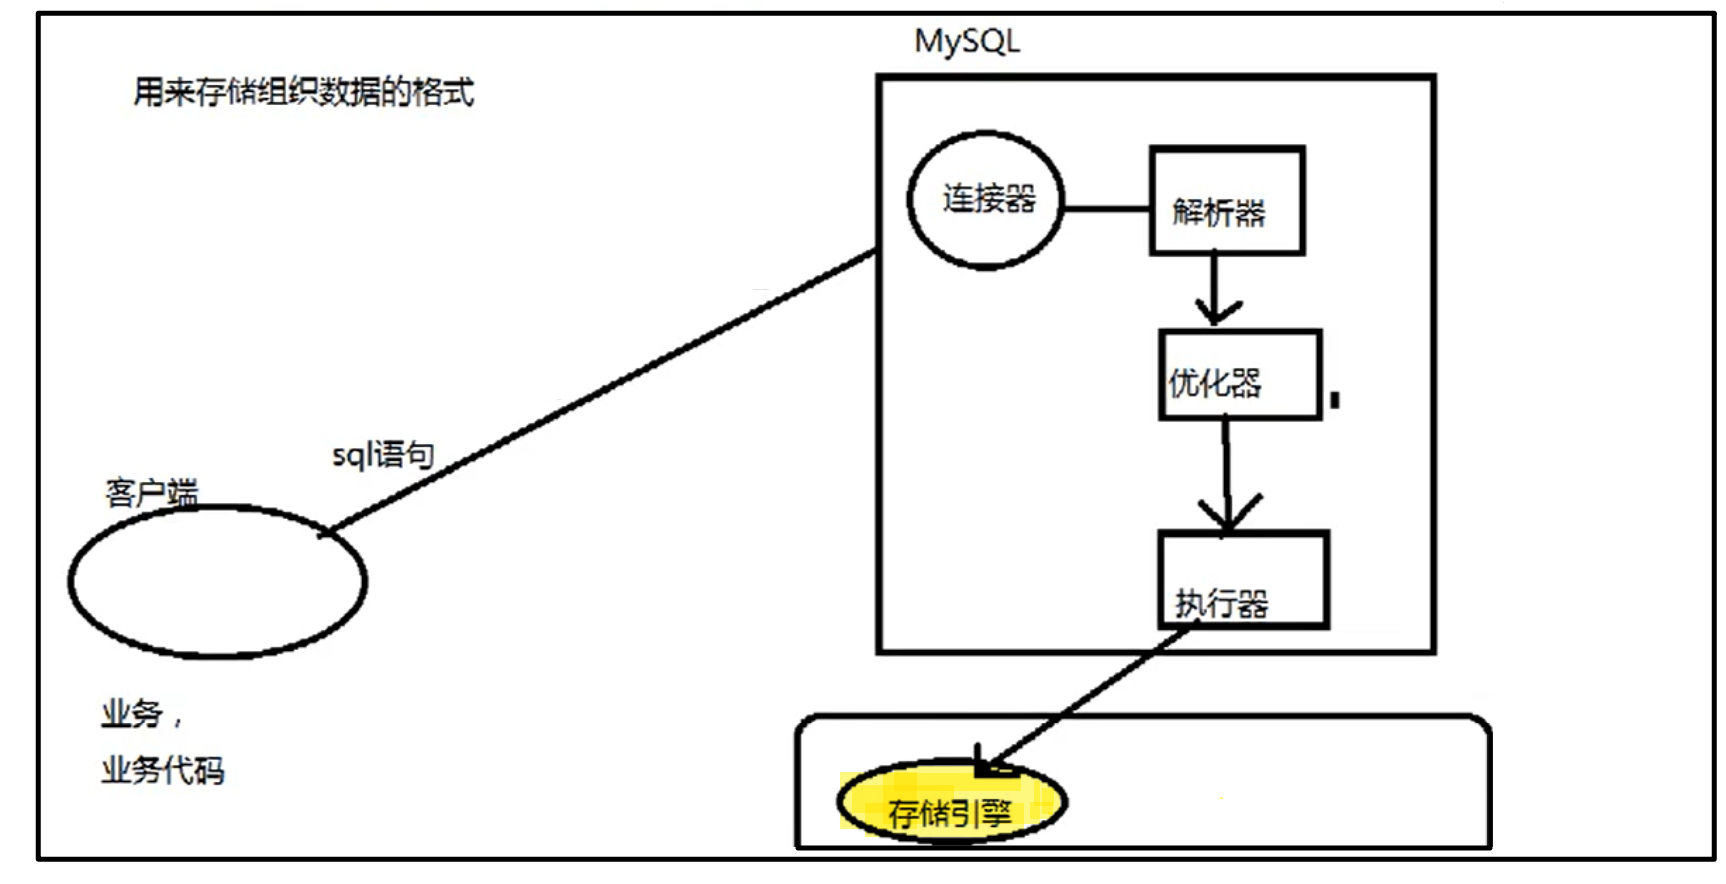 MySQL
用来存储组织数据的格式
连接器
解析器
优化器
sql语句
客户端
执行器
业务，
业务代码
存储引擎